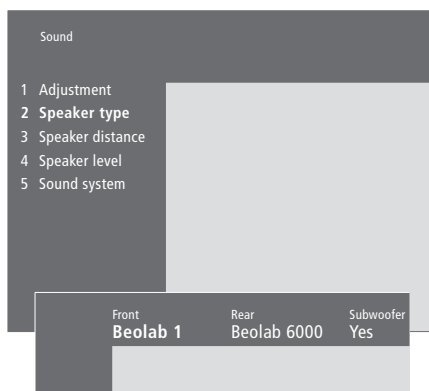 Sound
1 Adjustment
2 Speaker type
3 Speaker distance
4 Speaker level
5 Sound system
Front Rear Subwoofer
Beolab 1 Beolab 6000 Yes